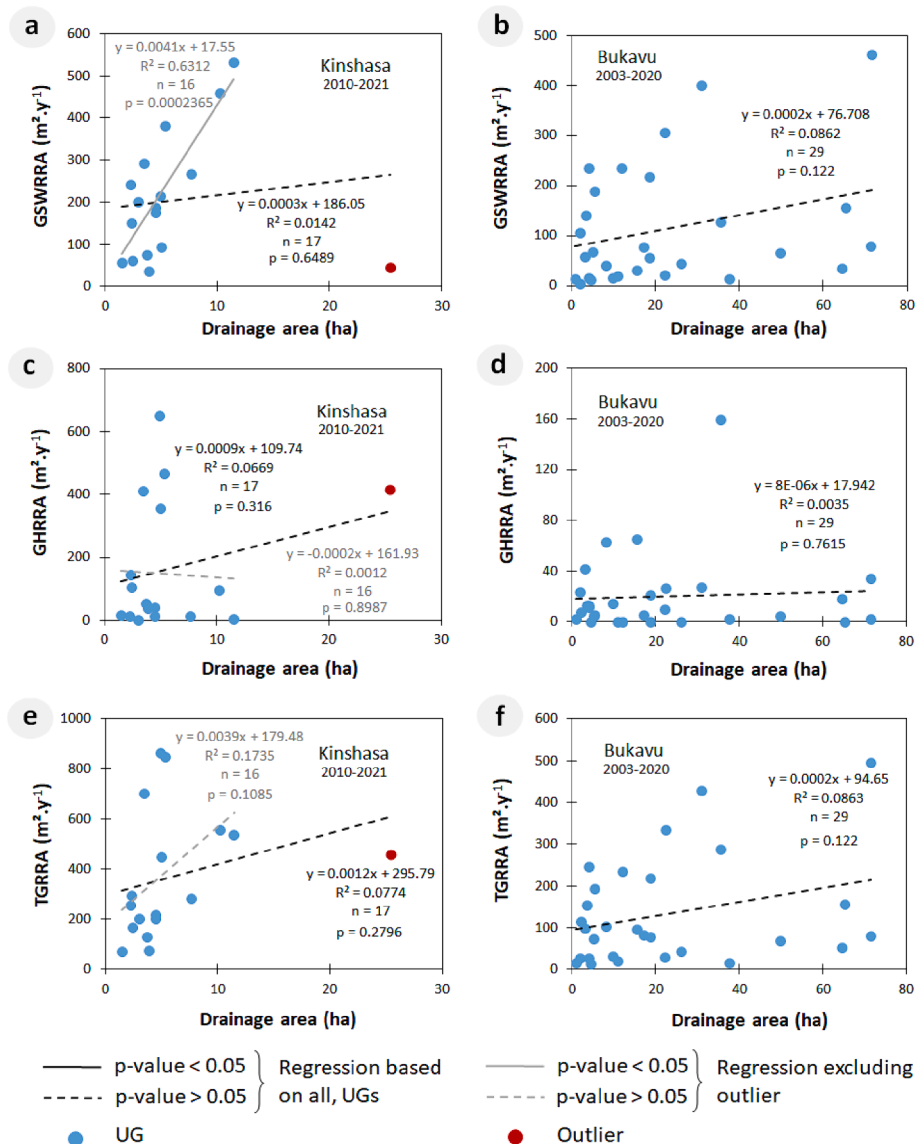 a
GSWRRA (m².y⁻¹)
600
500
400
300
200
100
0
0
10
20
30
Drainage area (ha)
y = 0.0041x + 17.55
R² = 0.6312
n = 16
p = 0.0002365
Kinshasa
2010-2021
y = 0.0003x + 186.05
R² = 0.0142
n = 17
p = 0.6489
b
GSWRRA (m².y⁻¹)
500
400
300
200
100
0
0
20
40
60
80
Drainage area (ha)
Bukavu
2003-2020
y = 0.0002x + 76.708
R² = 0.0862
n = 29
p = 0.122
c
GHRRA (m².y⁻¹)
800
600
400
200
0
0
10
20
30
Drainage area (ha)
Kinshasa
2010-2021
y = 0.0009x + 109.74
R² = 0.0669
n = 17
p = 0.316
y = -0.0002x + 161.93
R² = 0.0012
n = 16
p = 0.8987
d
GHRRA (m².y⁻¹)
200
160
120
80
40
0
0
20
40
60
80
Drainage area (ha)
Bukavu
2003-2020
y = 8E-06x + 17.942
R² = 0.0035
n = 29
p = 0.7615
e
TGRRA (m².y⁻¹)
1000
800
600
400
200
0
0
10
20
30
Drainage area (ha)
y = 0.0039x + 179.48
R² = 0.1735
n = 16
p = 0.1085
Kinshasa
2010-2021
y = 0.0012x + 295.79
R² = 0.0774
n = 17
p = 0.2796
f
TGRRA (m².y⁻¹)
600
500
400
300
200
100
0
0
20
40
60
80
Drainage area (ha)
Bukavu
2003-2020
y = 0.0002x + 94.65
R² = 0.0863
n = 29
p = 0.122
p-value < 0.05
p-value > 0.05
Regression based
on all, UGs
p-value < 0.05
p-value > 0.05
Regression excluding
outlier
UG
Outlier